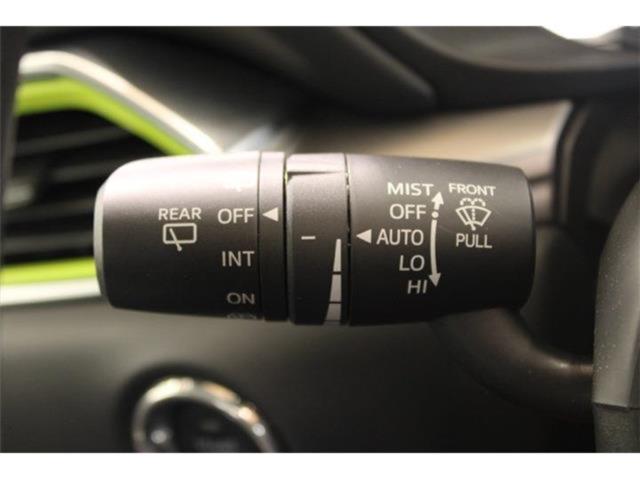 REAR
OFF
INT
ON
MIST
OFF
AUTO
LO
HI
FRONT
PULL